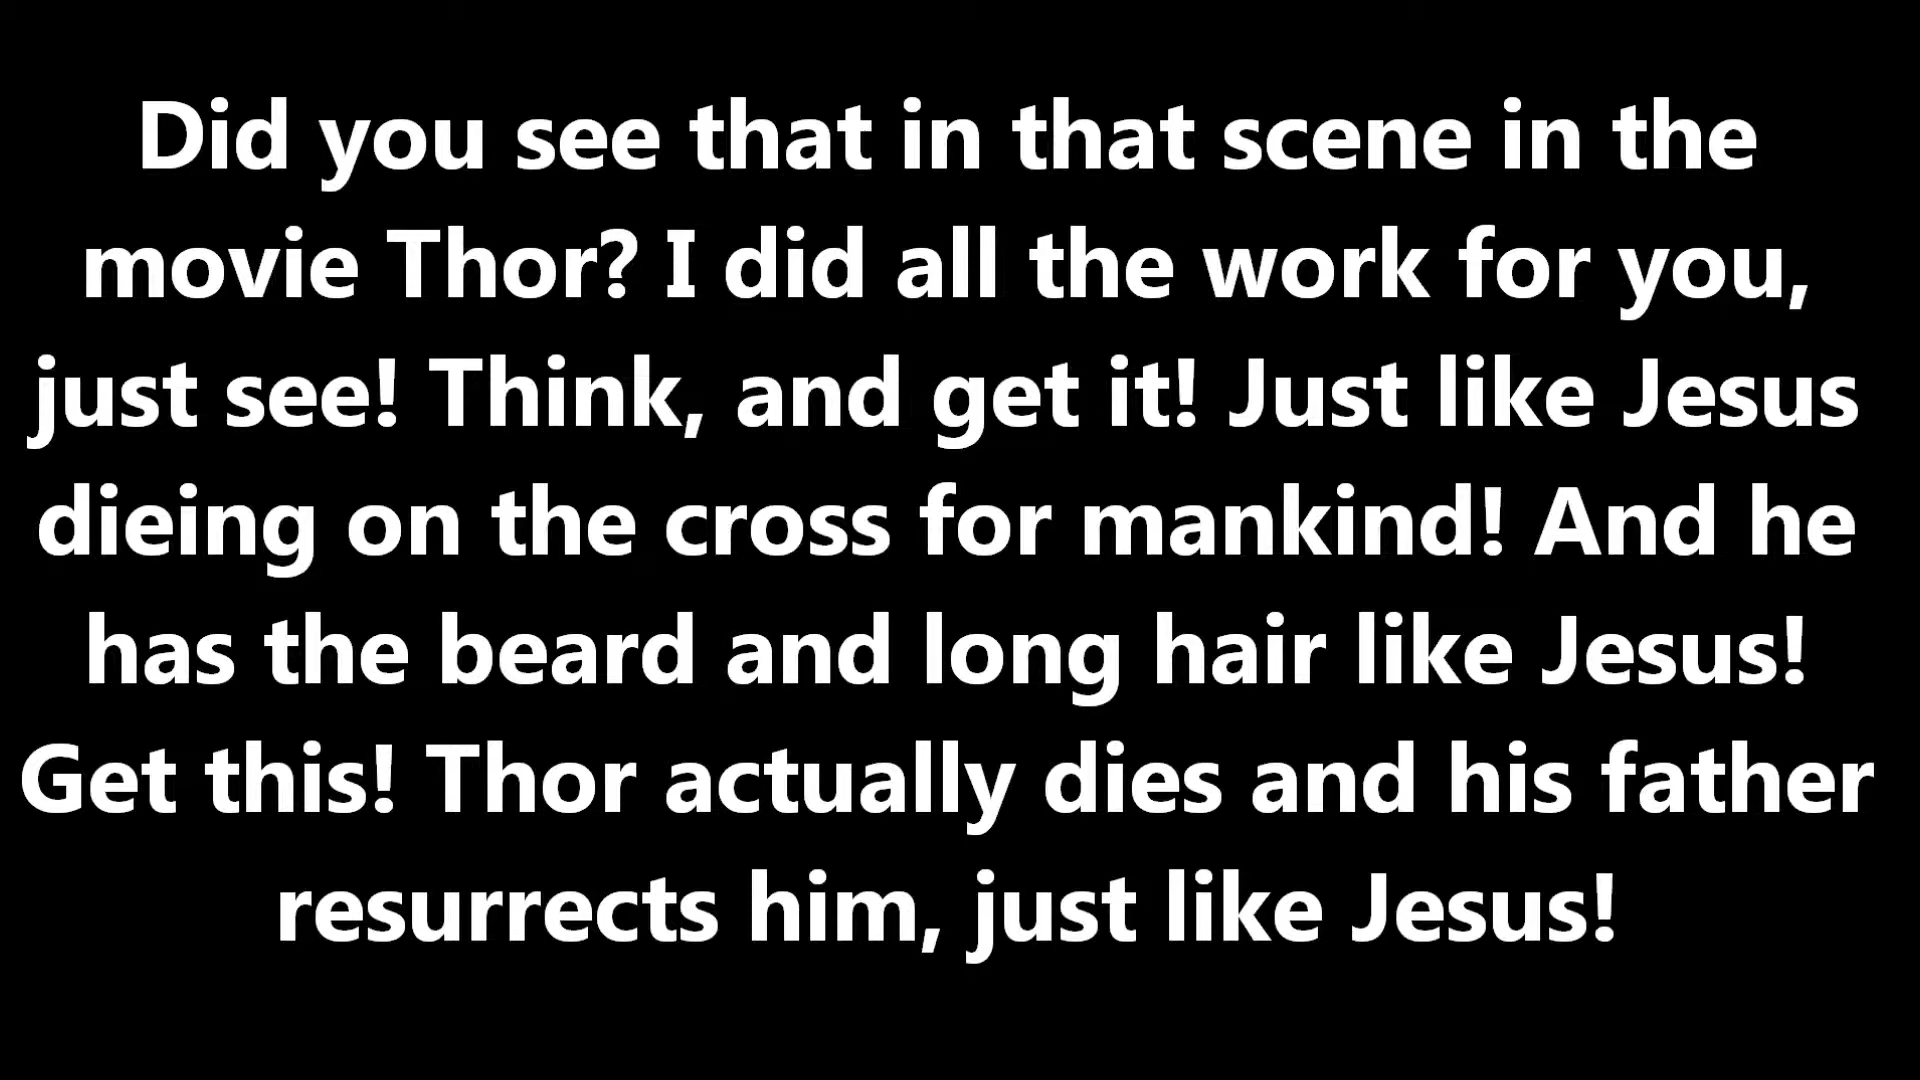 Did you see that in that scene in the
movie Thor? I did all the work for you,
just see! Think, and get it! Just like Jesus
dieing on the cross for mankind! And he
has the beard and long hair like Jesus!
Get this! Thor actually dies and his father
resurrects him, just like Jesus!